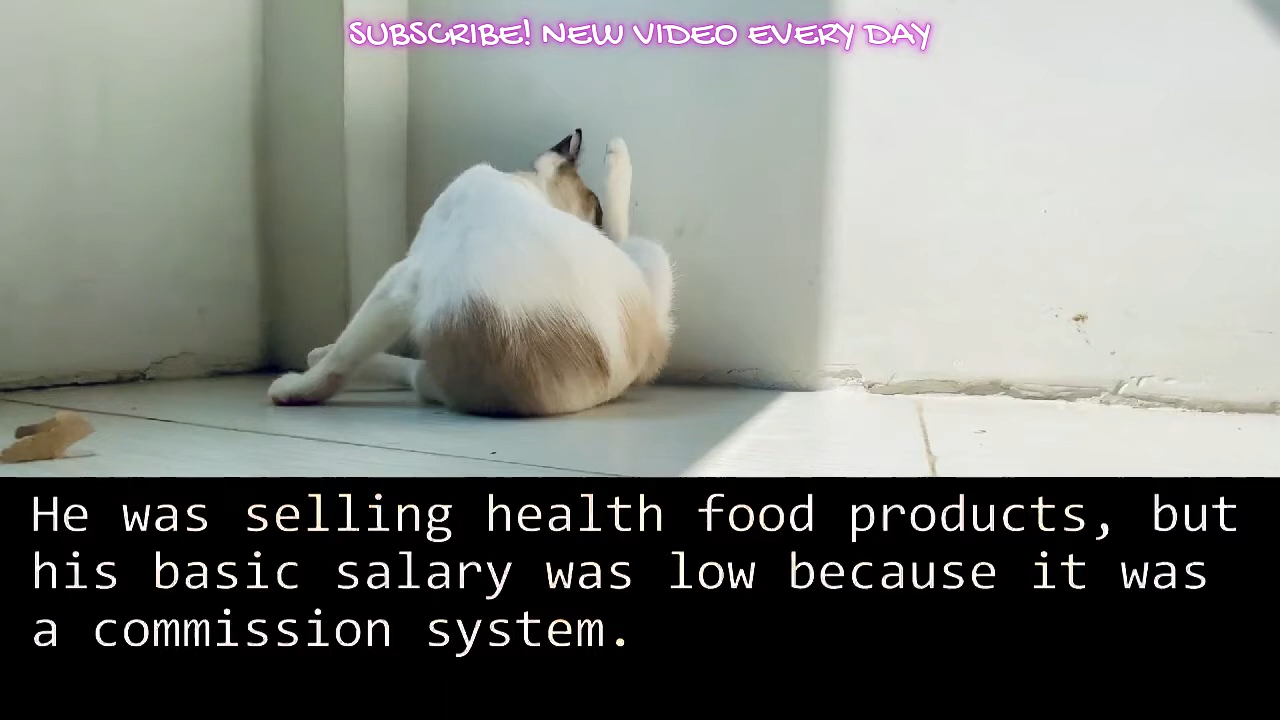 SUBSCRIBE! NEW VIDEO EVERY DAY
He was selling health food products, but
his basic salary was low because it was
a commission system.